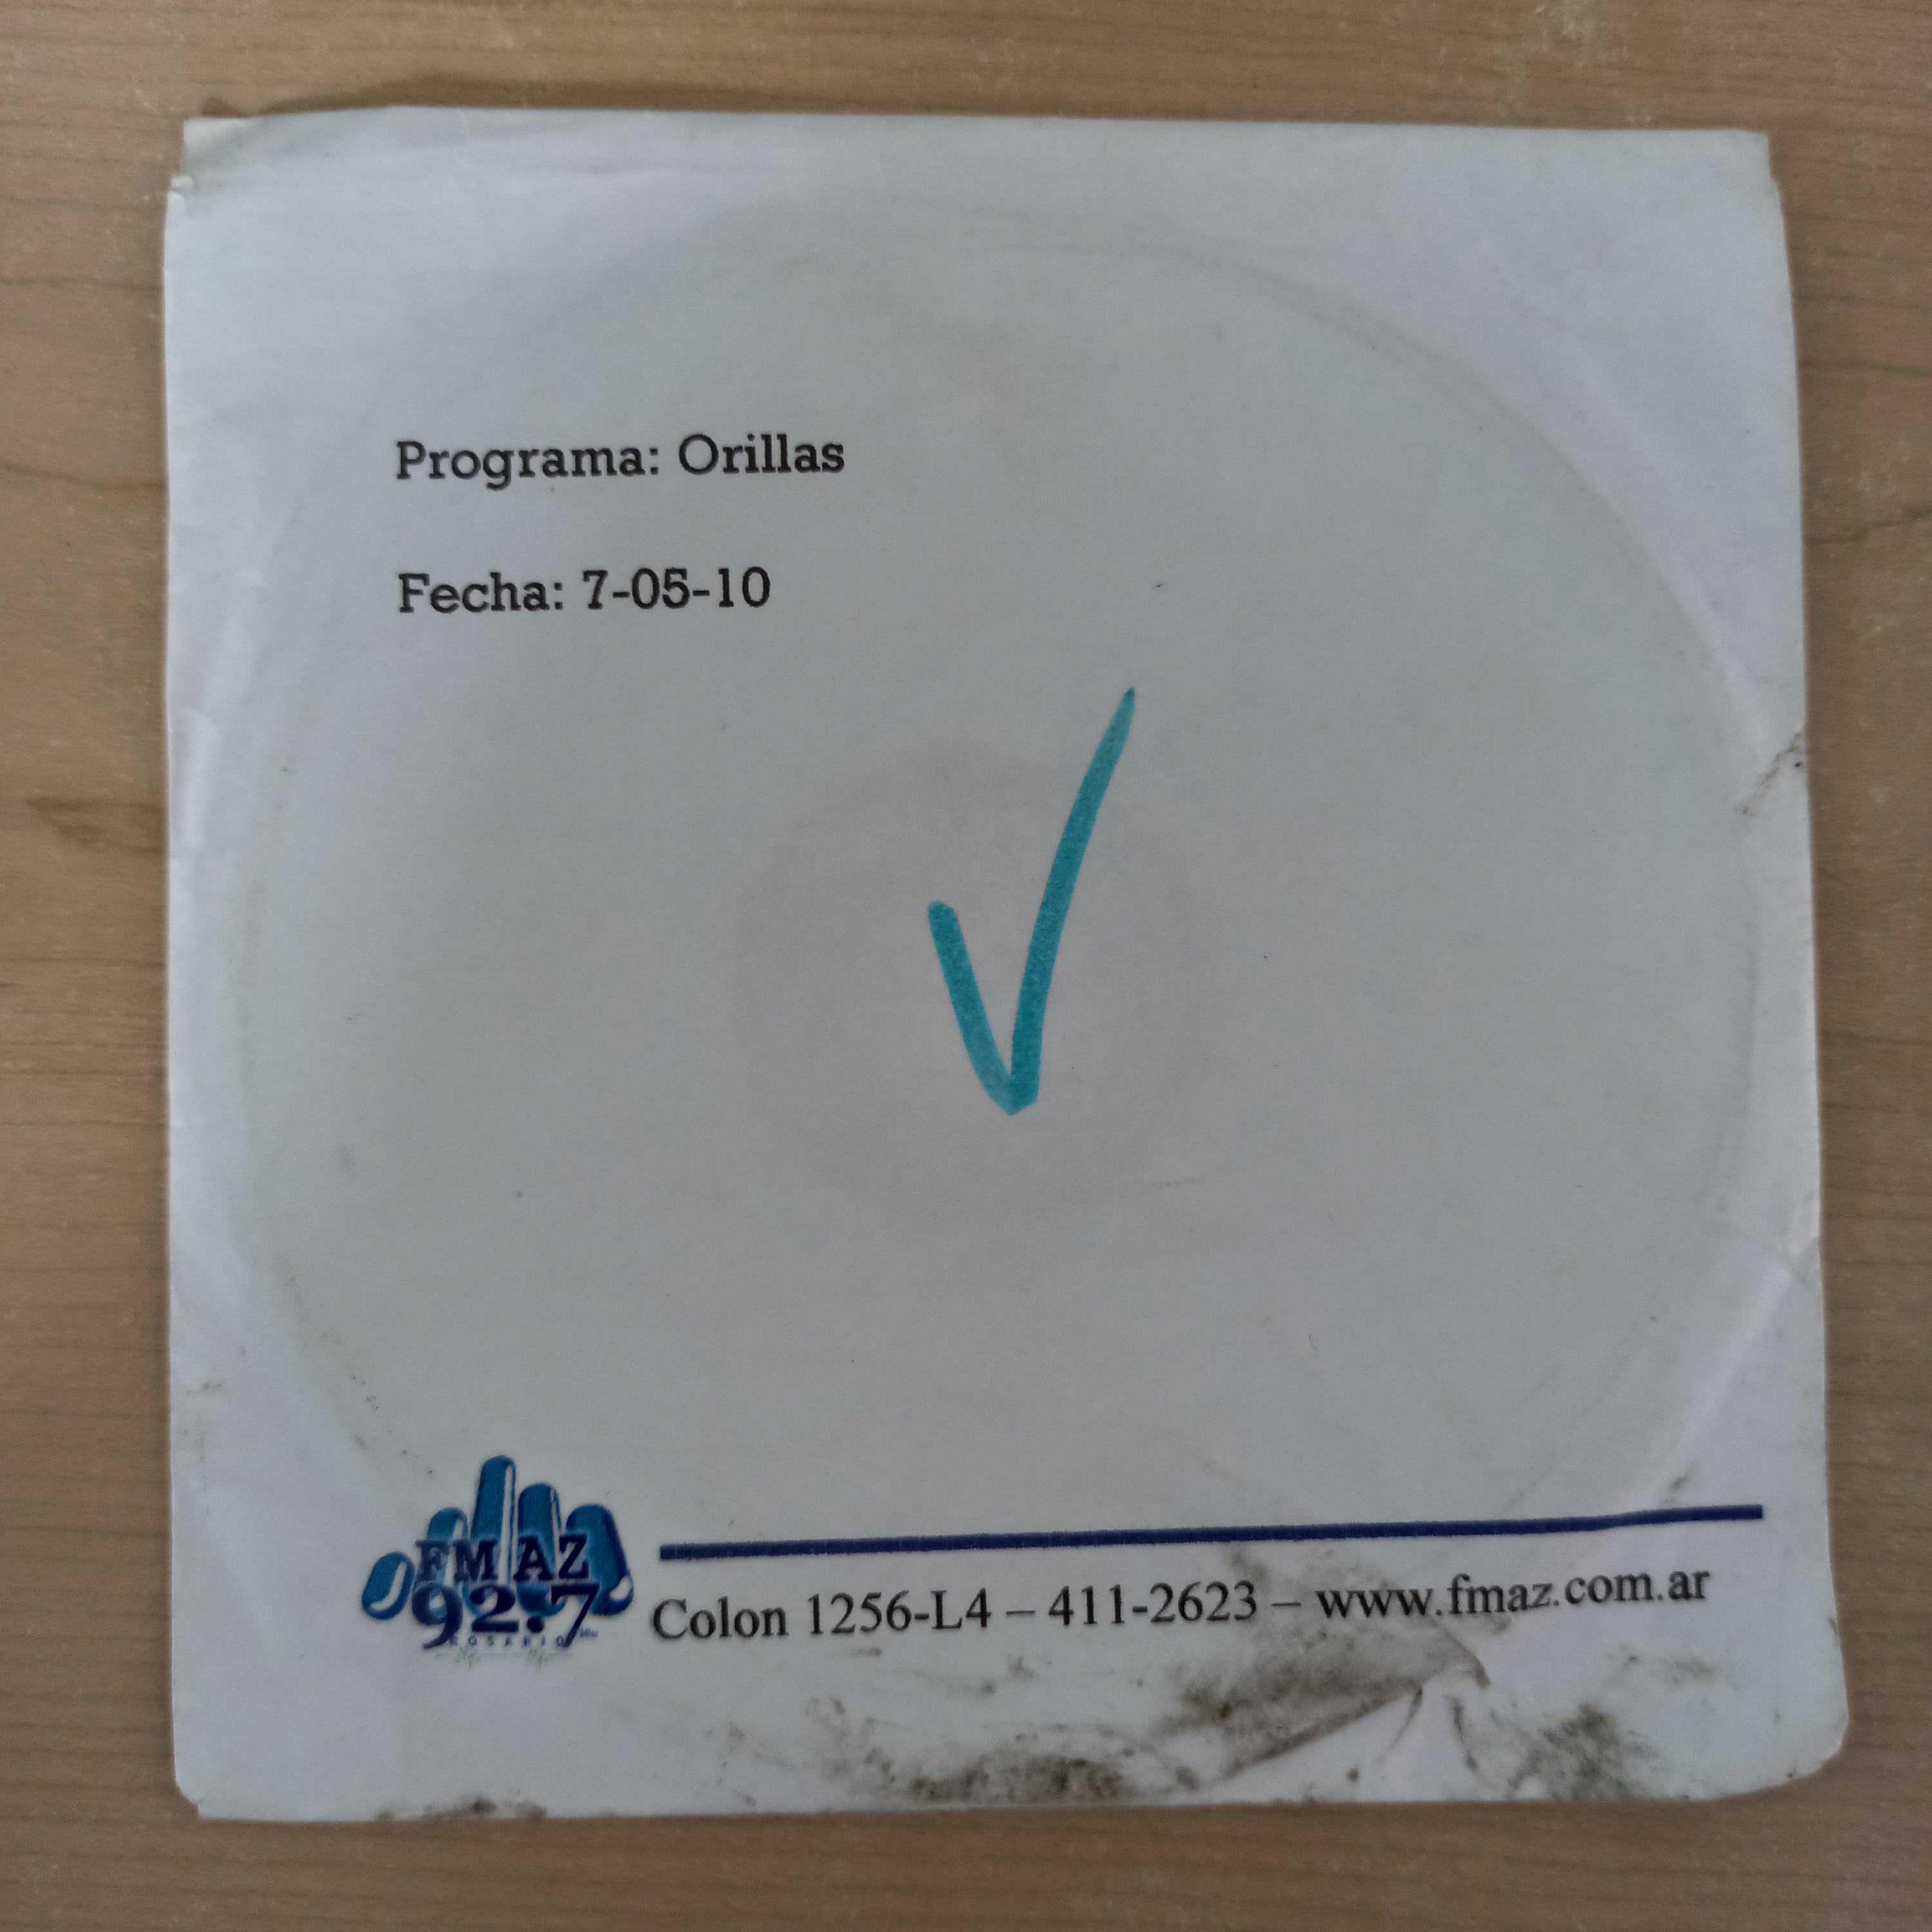 Programa: Orillas
Fecha: 7-05-10
FM AZ
92.7
ROSARIO
Colon 1256-L4 – 411-2623 – www.fmaz.com.ar